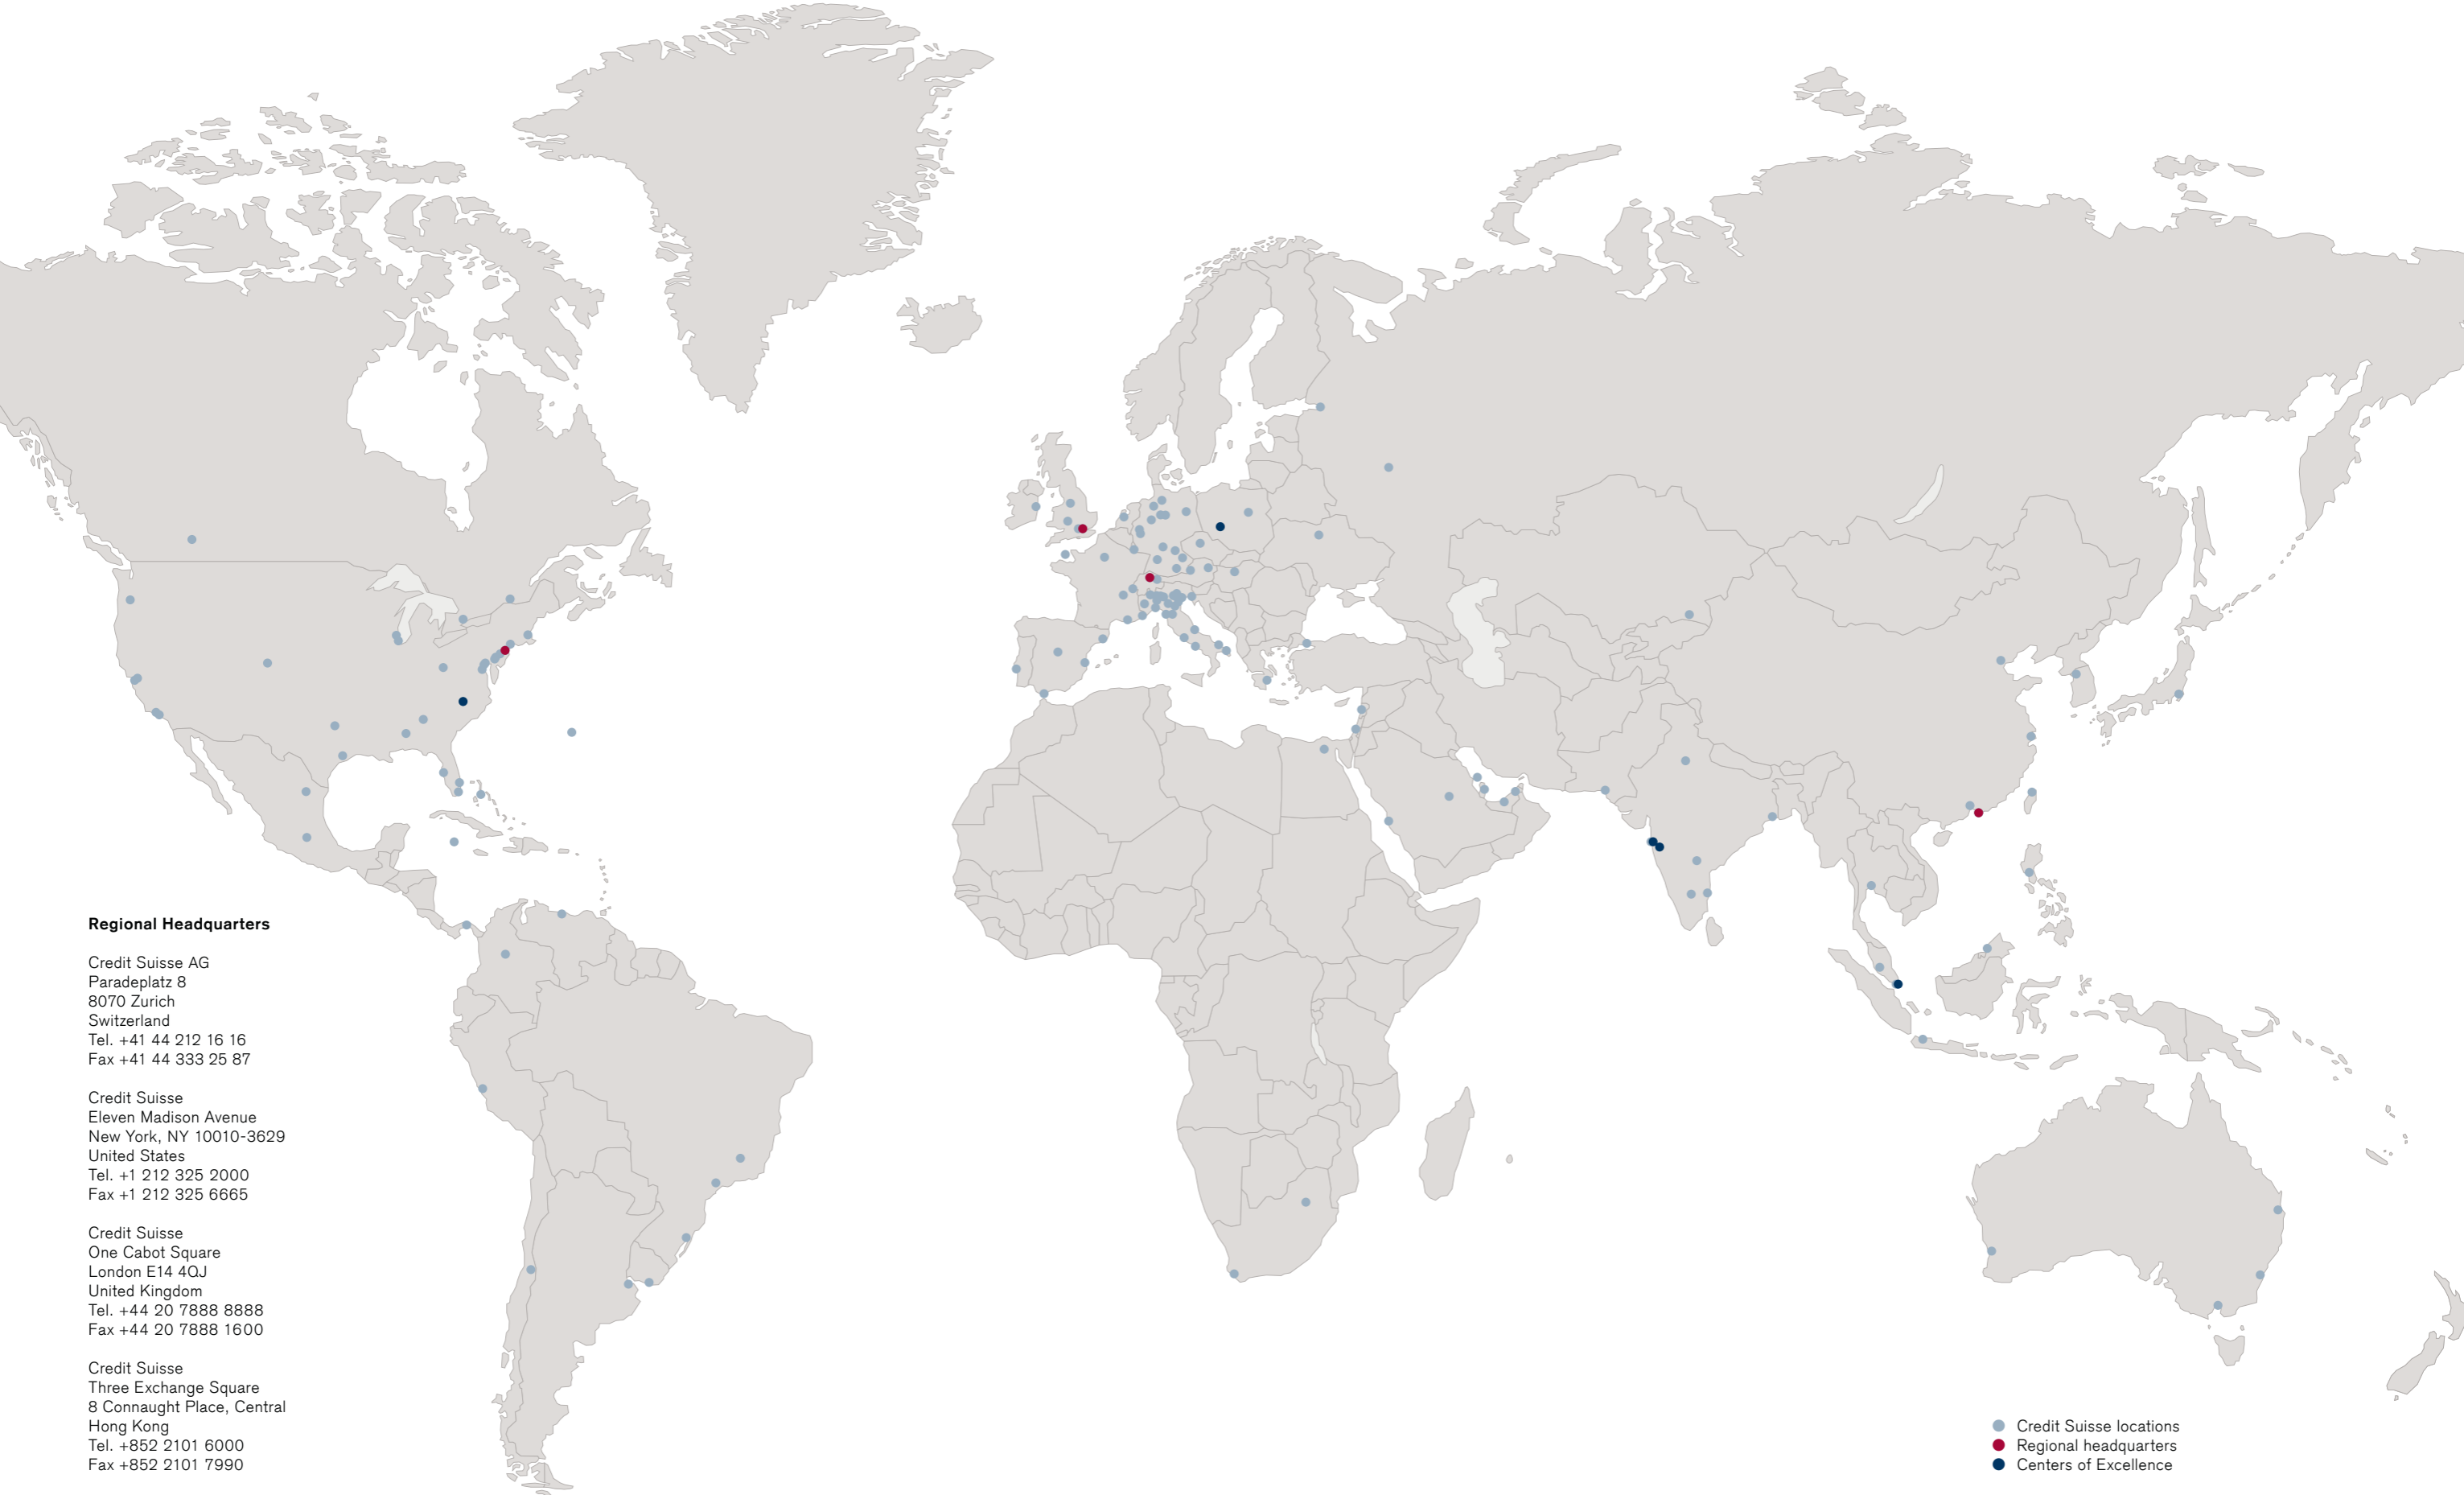 Regional Headquarters
Credit Suisse AG
Paradeplatz 8
8070 Zurich
Switzerland
Tel. +41 44 212 16 16
Fax +41 44 333 25 87
Credit Suisse
Eleven Madison Avenue
New York, NY 10010-3629
United States
Tel. +1 212 325 2000
Fax +1 212 325 6665
Credit Suisse
One Cabot Square
London E14 4QJ
United Kingdom
Tel. +44 20 7888 8888
Fax +44 20 7888 1600
Credit Suisse
Three Exchange Square
8 Connaught Place, Central
Hong Kong
Tel. +852 2101 6000
Fax +852 2101 7990
Credit Suisse locations
Regional headquarters
Centers of Excellence